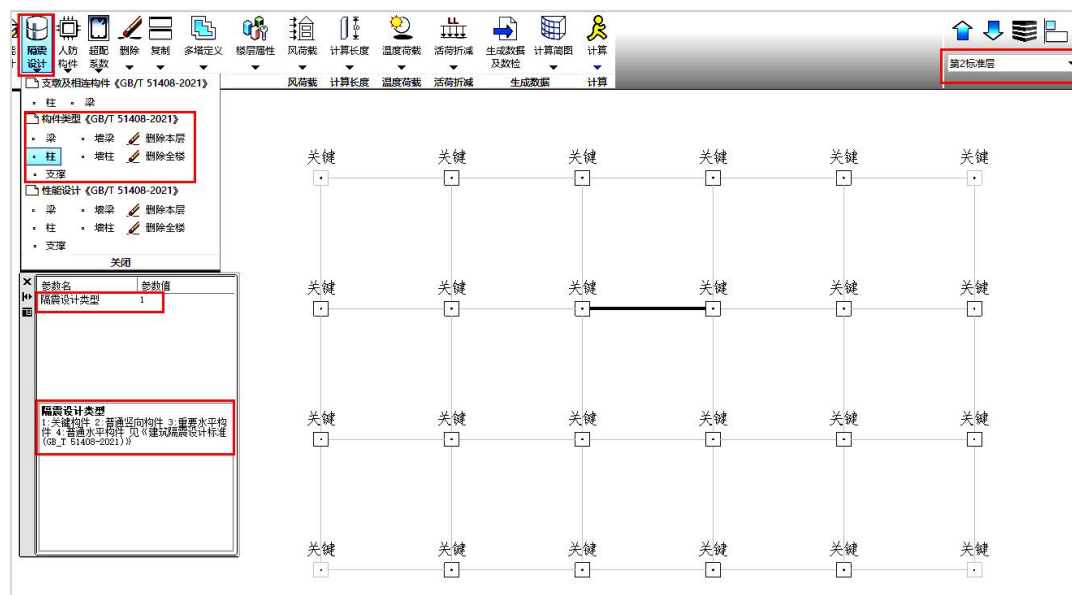 隔震设计 人防构件 超配系数 删除 复制 多塔定义 楼层属性 风荷载 计算长度 温度荷载 活荷折减 生成数据及数检 计算简图 计算
第2标准层
风荷载 计算长度 温度荷载 活荷折减 生成数据 计算
支墩及相连构件《GB/T 51408-2021》
柱 梁
构件类型《GB/T 51408-2021》
梁 墙梁 删除本层
柱 墙柱 删除全楼
支撑
性能设计《GB/T 51408-2021》
梁 墙梁 删除本层
柱 墙柱 删除全楼
支撑
关闭
参数名 参数值
隔震设计类型 1
隔震设计类型
1:关键构件 2:普通竖向构件 3:重要水平构
件 4:普通水平构件 见《建筑隔震设计标准
(GB_T 51408-2021)》
关键 关键 关键 关键 关键 关键
关键 关键 关键 关键 关键 关键
关键 关键 关键 关键 关键 关键
关键 关键 关键 关键 关键 关键